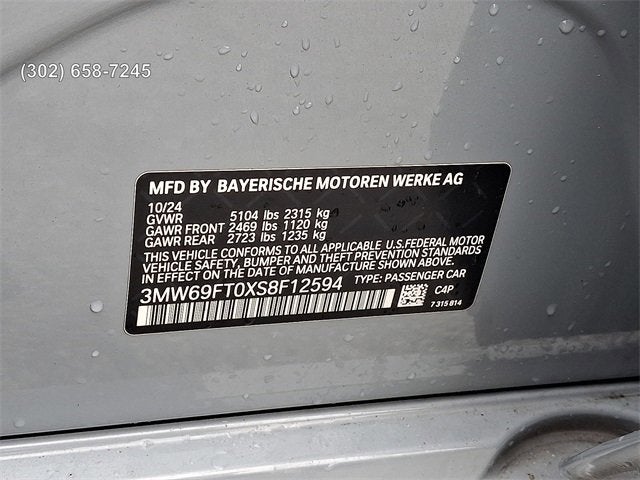 (302) 658-7245
MFD BY BAYERISCHE MOTOREN WERKE AG
10/24
GVWR 5104 lbs 2315 kg
GAWR FRONT 2469 lbs 1120 kg
GAWR REAR 2723 lbs 1235 kg
THIS VEHICLE CONFORMS TO ALL APPLICABLE U.S.FEDERAL MOTOR
VEHICLE SAFETY, BUMPER, AND THEFT PREVENTION STANDARDS
IN EFFECT ON THE DATE OF MANUFACTURE SHOWN ABOVE.
3MW69FT0XS8F12594 TYPE: PASSENGER CAR
C4P
7 315 814